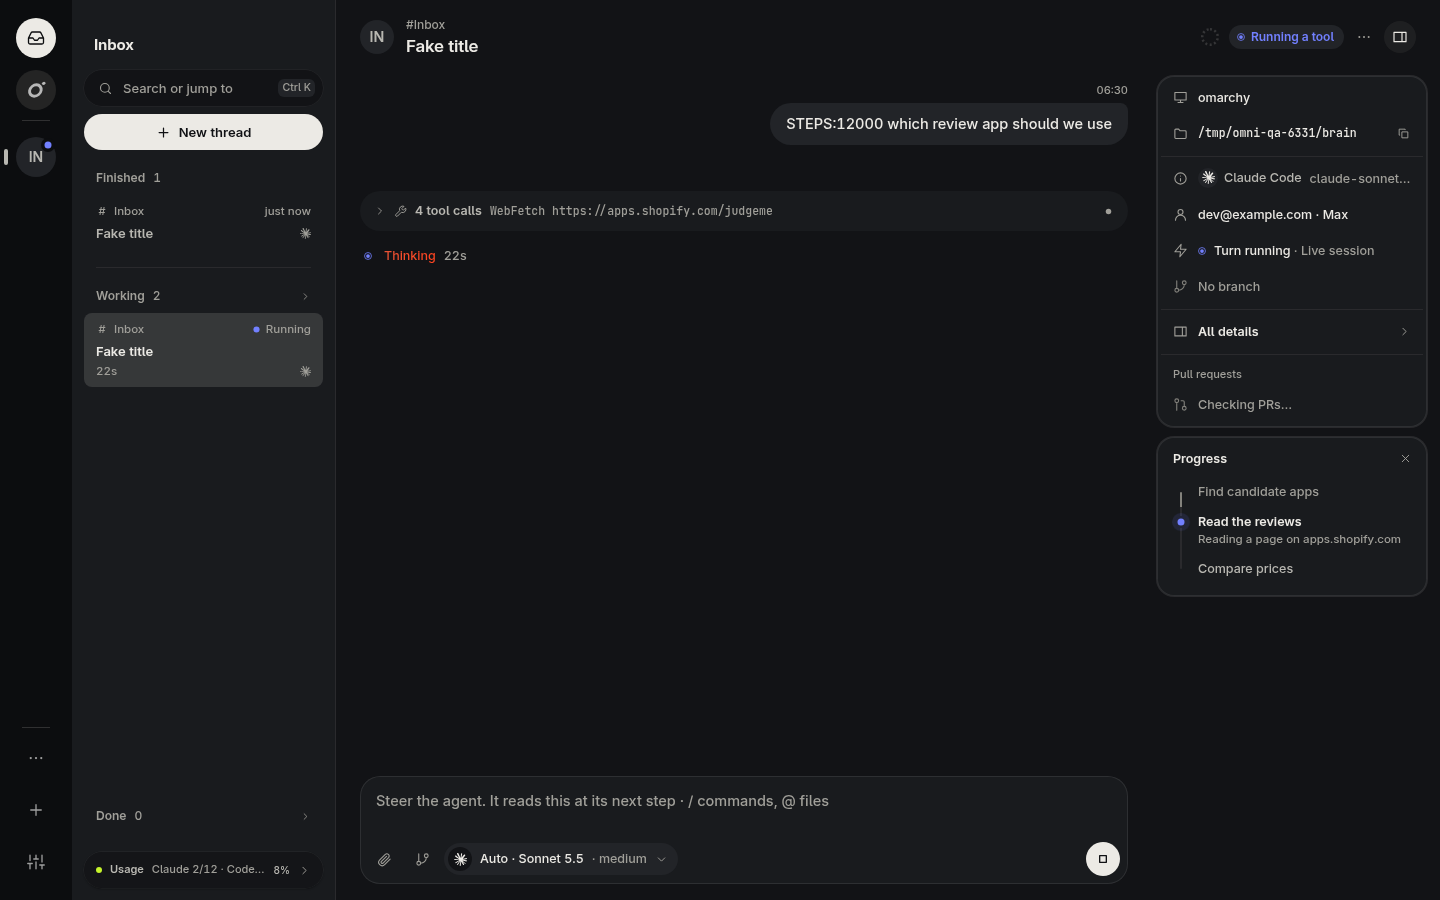 Inbox
Search or jump to
Ctrl K
New thread
Finished 1
# Inbox just now
Fake title
Working 2
# Inbox Running
Fake title
22s
Done 0
Usage Claude 2/12 · Code... 8%
IN
IN
#Inbox
Fake title
Running a tool
06:30
STEPS:12000 which review app should we use
4 tool calls WebFetch https://apps.shopify.com/judgeme
Thinking 22s
Steer the agent. It reads this at its next step · / commands, @ files
Auto · Sonnet 5.5 · medium
omarchy
/tmp/omni-qa-6331/brain
Claude Code claude-sonnet...
dev@example.com · Max
Turn running · Live session
No branch
All details
Pull requests
Checking PRs...
Progress
Find candidate apps
Read the reviews
Reading a page on apps.shopify.com
Compare prices